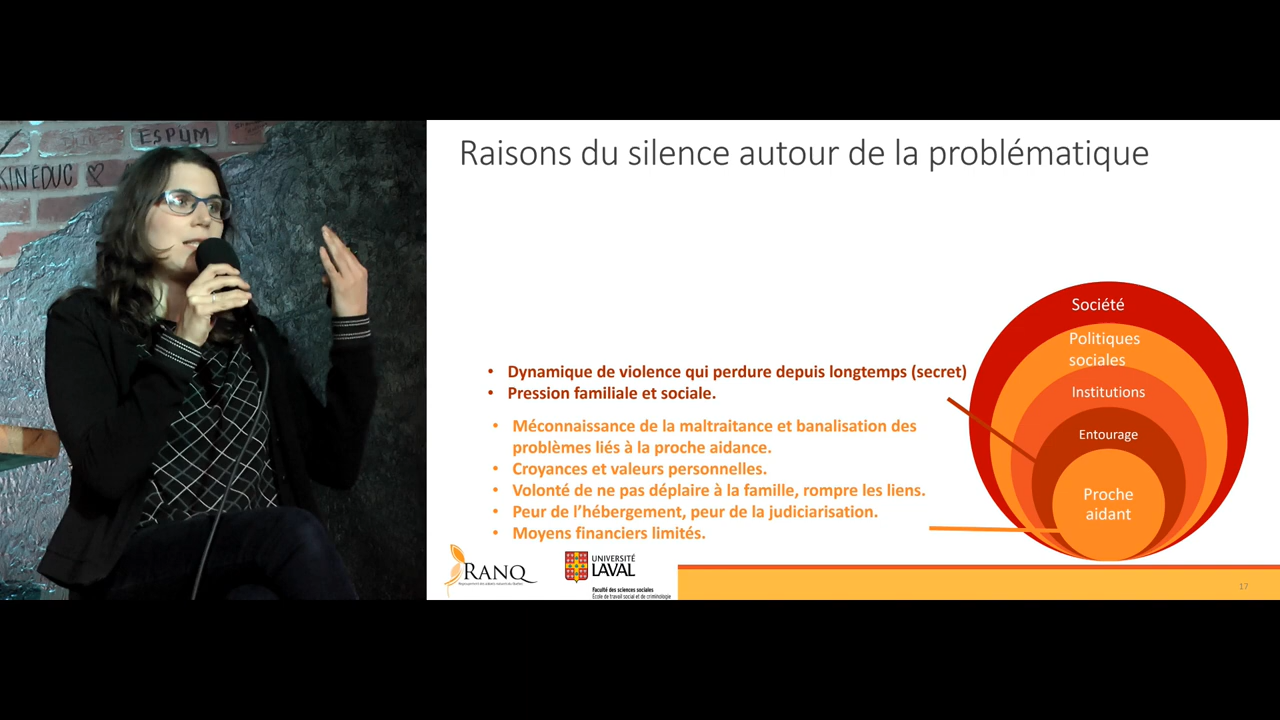 ESPUM
KINEDUC
Raisons du silence autour de la problématique
• Dynamique de violence qui perdure depuis longtemps (secret)
• Pression familiale et sociale.
• Méconnaissance de la maltraitance et banalisation des
problèmes liés à la proche aidance.
• Croyances et valeurs personnelles.
• Volonté de ne pas déplaire à la famille, rompre les liens.
• Peur de l’hébergement, peur de la judiciarisation.
• Moyens financiers limités.
Société
Politiques
sociales
Institutions
Entourage
Proche
aidant
RANQ
UNIVERSITÉ
LAVAL
Faculté des sciences sociales
École de travail social et de criminologie
17